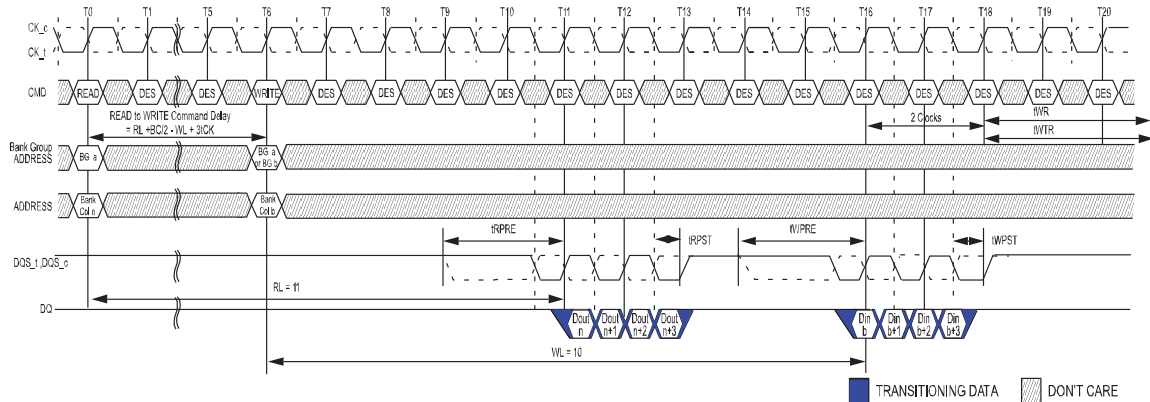 T0 T1 T5 T6 T7 T8 T9 T10 T11 T12 T13 T14 T15 T16 T17 T18 T19 T20
CK_c
CK_t
CMD READ DES DES WRITE DES DES DES DES DES DES DES DES DES DES DES DES DES DES
READ to WRITE Command Delay
= RL +BC/2 - WL + 3tCK
2 Clocks
tWR
tWTR
Bank Group
ADDRESS
BG a
BG a
or BG b
ADDRESS
Bank
Col n
Bank
Col b
tRPRE tRPST tWPRE tWPST
DQS_t ,DQS_c
RL = 11
DQ
Dout
n
Dout
n+1
Dout
n+2
Dout
n+3
Din
b
Din
b+1
Din
b+2
Din
b+3
WL = 10
TRANSITIONING DATA
DON'T CARE